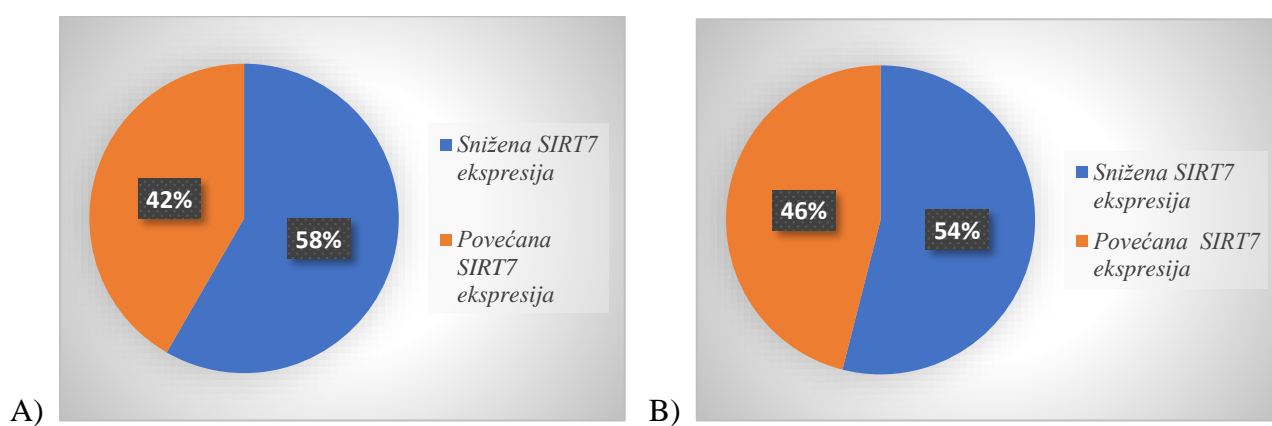 42%
58%
Snižena SIRT7
ekspresija
Povećana
SIRT7
ekspresija
A)
46%
54%
Snižena SIRT7
ekspresija
Povećana SIRT7
ekspresija
B)